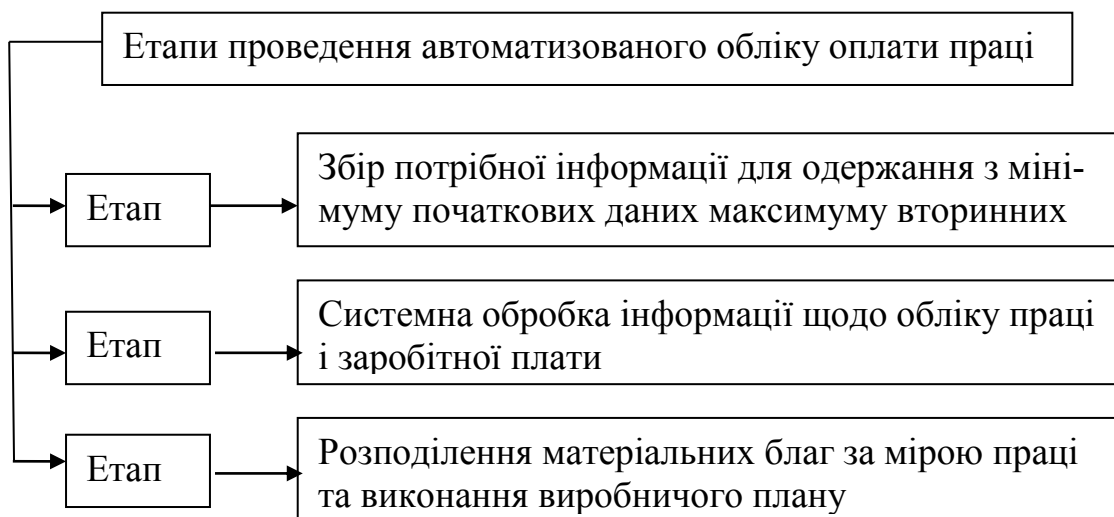 Етапи проведення автоматизованого обліку оплати праці
Етап
Збір потрібної інформації для одержання з міні-
муму початкових даних максимуму вторинних
Етап
Системна обробка інформації щодо обліку праці
і заробітної плати
Етап
Розподілення матеріальних благ за мірою праці
та виконання виробничого плану